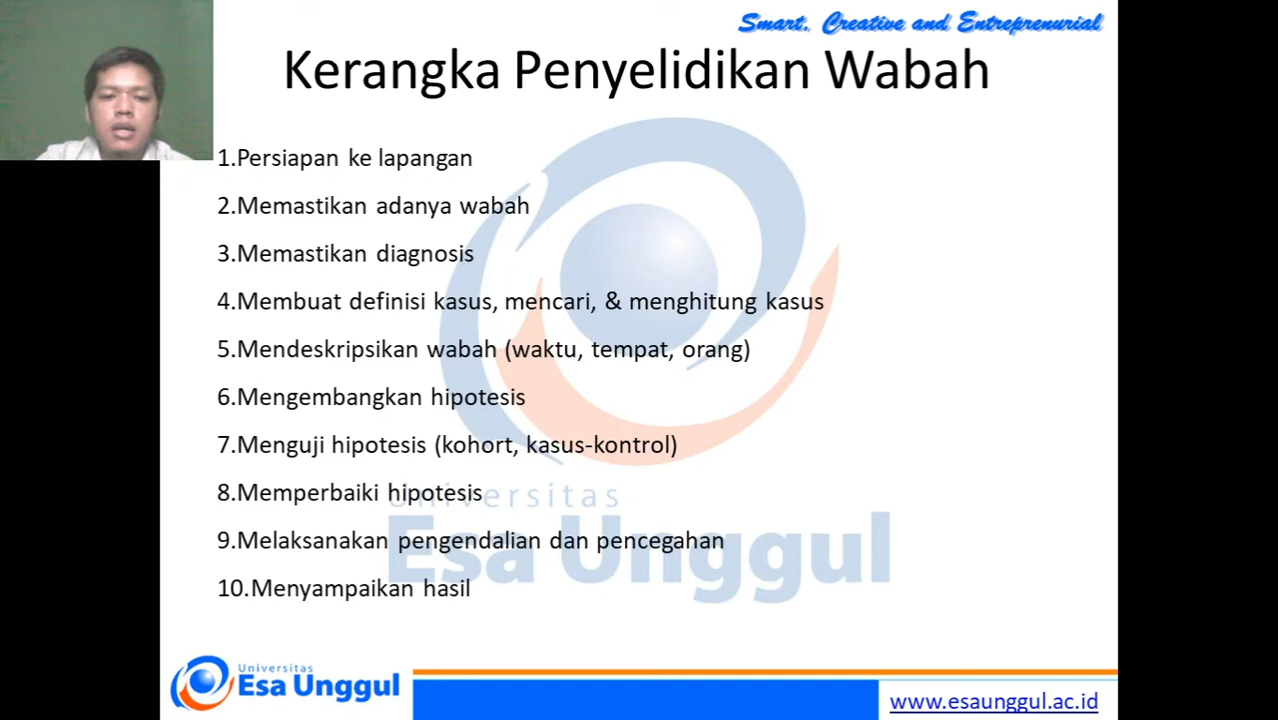 Smart, Creative and Entreprenurial
Kerangka Penyelidikan Wabah
1.Persiapan ke lapangan
2.Memastikan adanya wabah
3.Memastikan diagnosis
4.Membuat definisi kasus, mencari, & menghitung kasus
5.Mendeskripsikan wabah (waktu, tempat, orang)
6.Mengembangkan hipotesis
7.Menguji hipotesis (kohort, kasus-kontrol)
8.Memperbaiki hipotesis
Universitas
9.Melaksanakan pengendalian dan pencegahan
Esa Unggul
10.Menyampaikan hasil
Universitas
Esa Unggul
www.esaunggul.ac.id